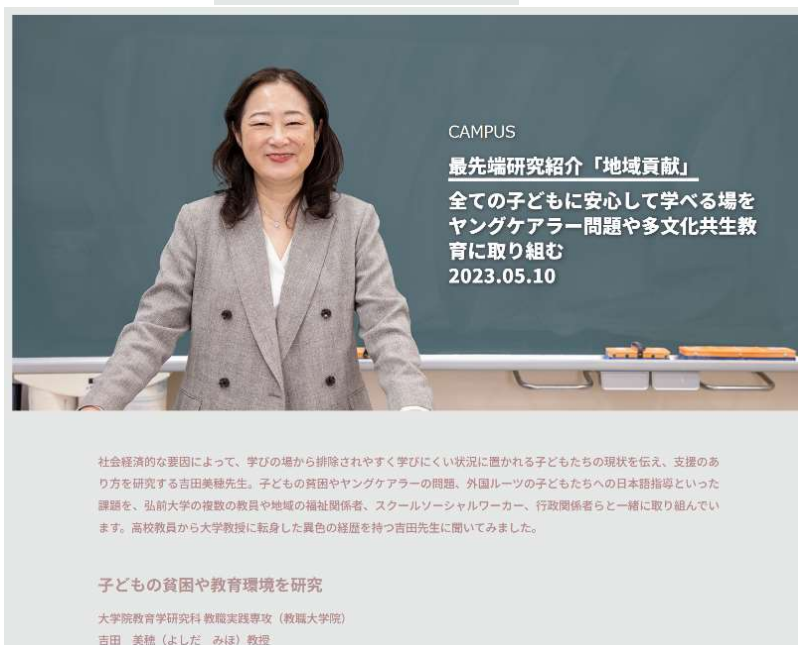 CAMPUS
最先端研究紹介「地域貢献」
全ての子どもに安心して学べる場を
ヤングケアラー問題や多文化共生教
育に取り組む
2023.05.10
社会経済的な要因によって、学びの場から排除されやすく学びにくい状況に置かれる子どもたちの現状を伝え、支援のあ
り方を研究する吉田美穂先生。子どもの貧困やヤングケアラーの問題、外国ルーツの子どもたちへの日本語指導といった
課題を、弘前大学の複数の教員や地域の福祉関係者、スクールソーシャルワーカー、行政関係者らと一緒に取り組んでい
ます。高校教員から大学教授に転身した異色の経歴を持つ吉田先生に聞いてみました。
子どもの貧困や教育環境を研究
大学院教育学研究科 教職実践専攻（教職大学院）
吉田　美穂（よしだ　みほ）教授